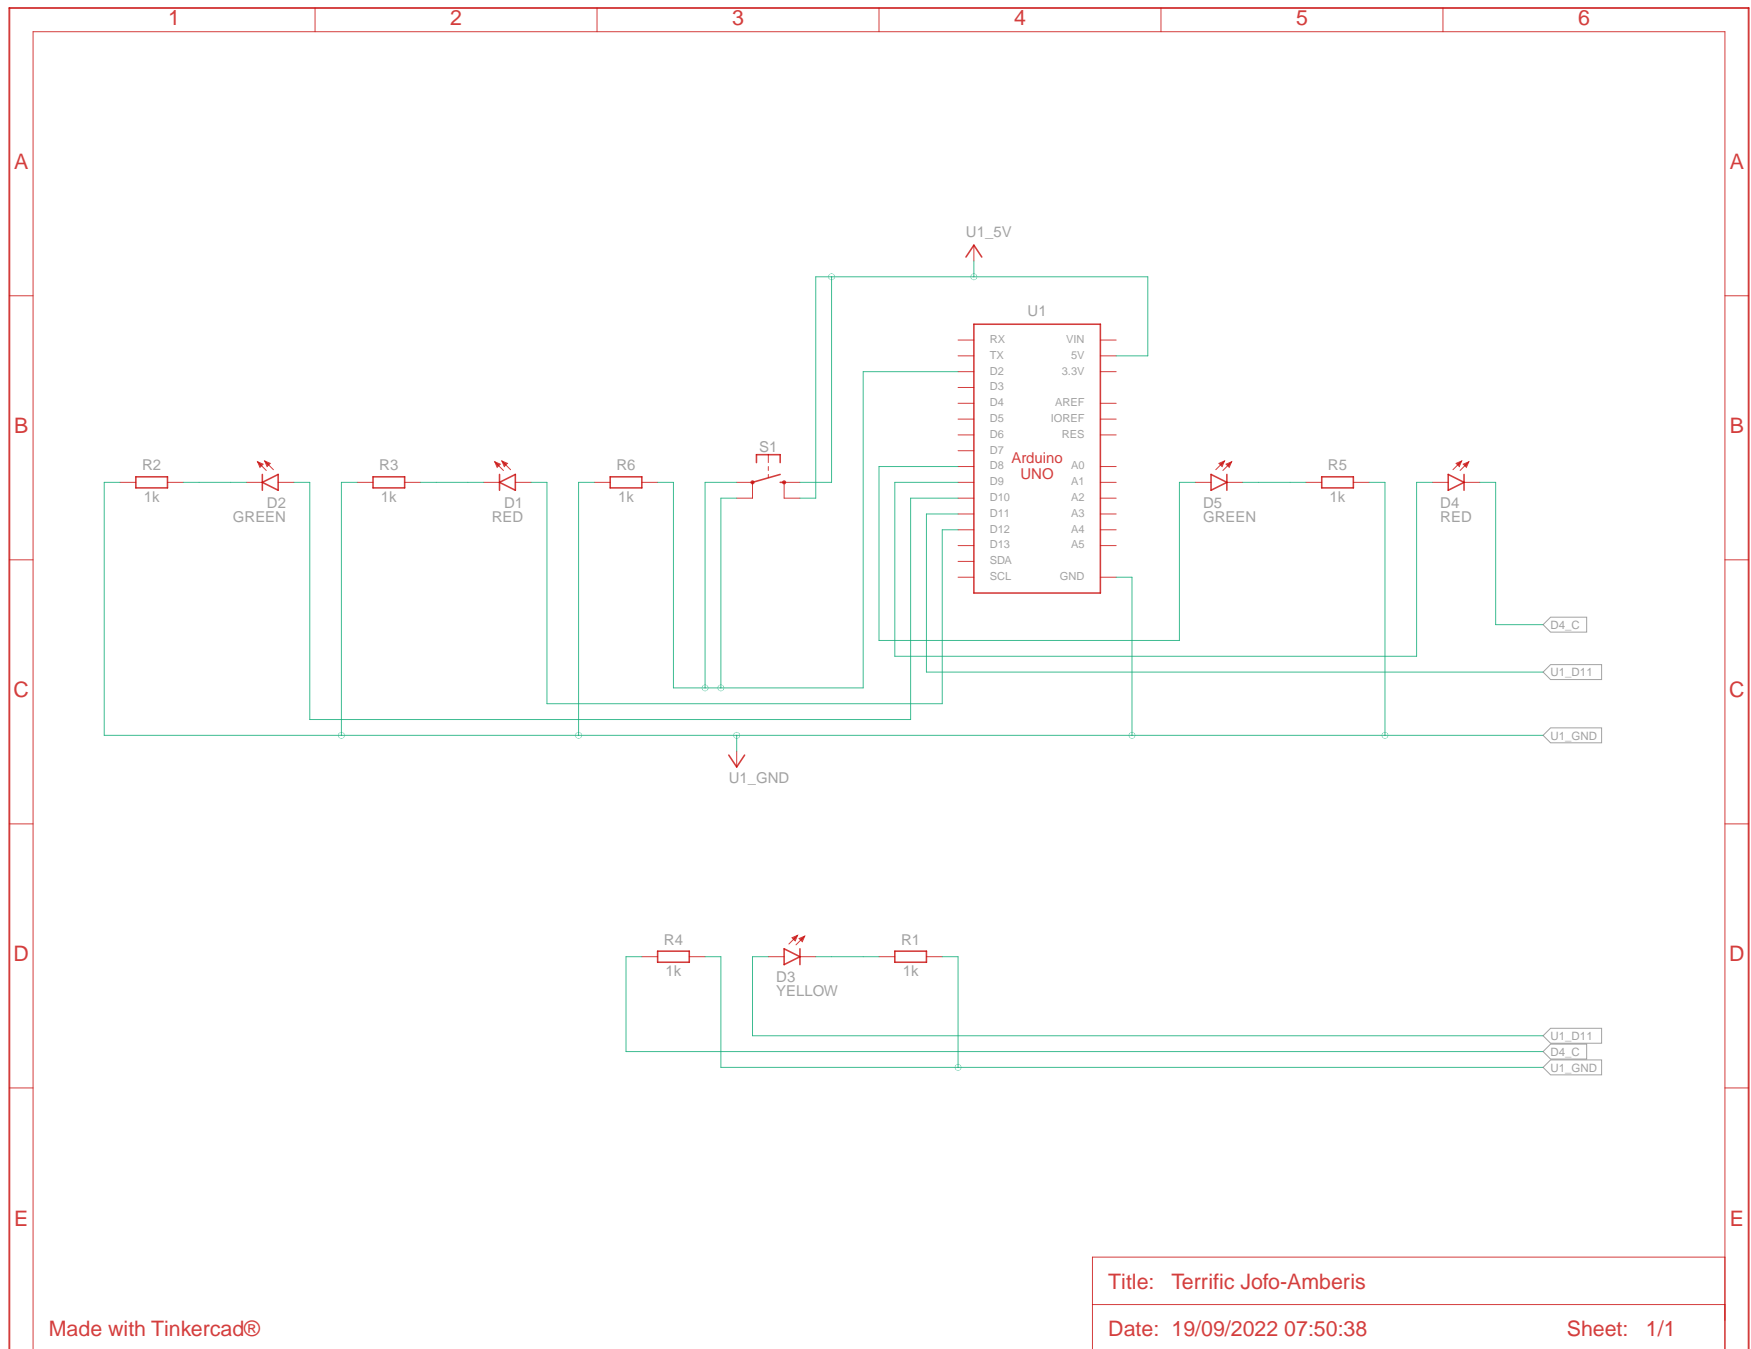 1 2 3 4 5 6
A A
U1_5V
B B
U1
RX VIN
TX 5V
D2 3.3V
D3
D4 AREF
D5 IOREF
D6 RES
D7
Arduino
UNO
D8 A0
D9 A1
D10 A2
D11 A3
D12 A4
D13 A5
SDA
SCL GND
R2
1k
D2
GREEN
R3
1k
D1
RED
R6
1k
S1
D5
GREEN
R5
1k
D4
RED
D4_C
U1_D11
C C
U1_GND
U1_GND
D D
R4
1k
D3
YELLOW
R1
1k
U1_D11
D4_C
U1_GND
E E
Title: Terrific Jofo-Amberis
Made with Tinkercad®
Date: 19/09/2022 07:50:38 Sheet: 1/1